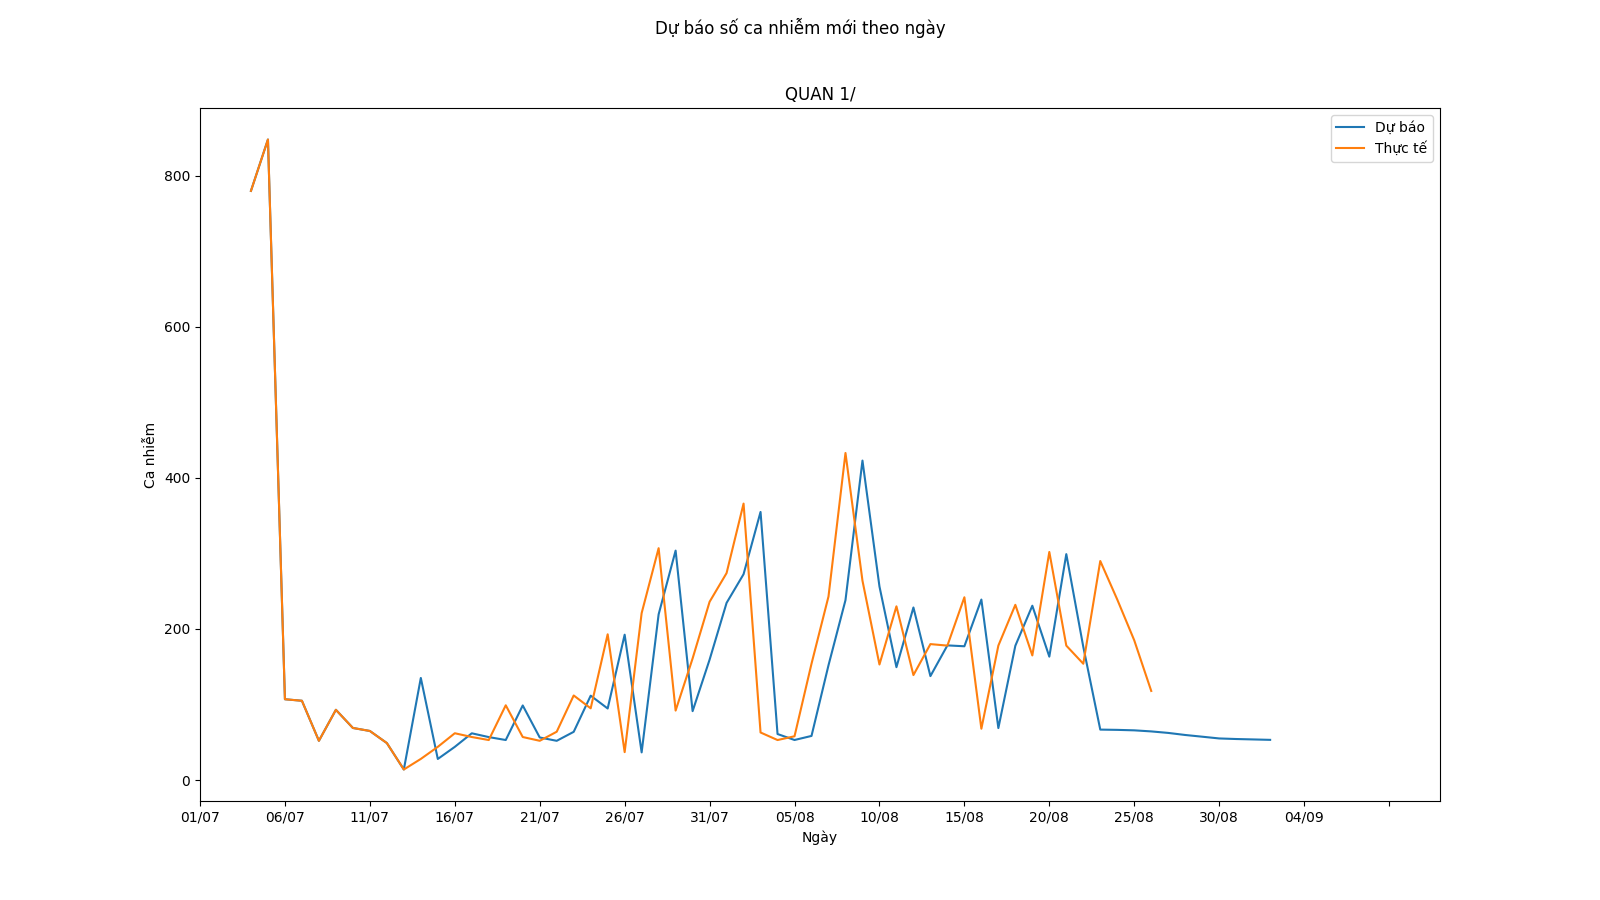 Dự báo số ca nhiễm mới theo ngày
QUAN 1/
Dự báo
Thực tế
800
600
400
200
0
Ca nhiễm
01/07 06/07 11/07 16/07 21/07 26/07 31/07 05/08 10/08 15/08 20/08 25/08 30/08 04/09
Ngày